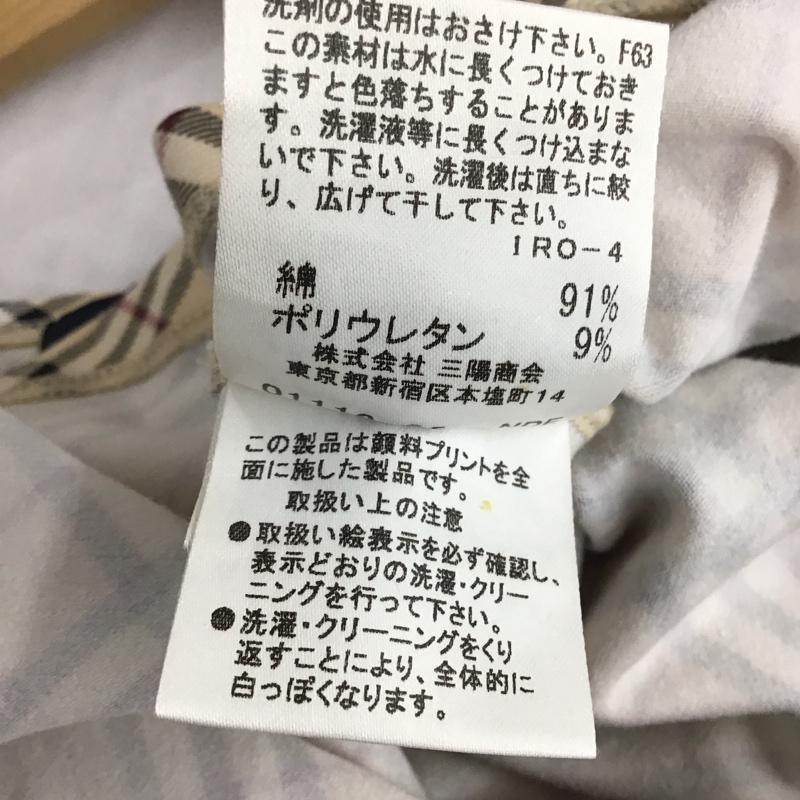 洗剤の使用はおさけ下さい。F63
この素材は水に長くつけておき
ますと色落ちすることがありま
す。洗濯液等に長くつけ込まな
いで下さい。洗濯後は直ちに絞
り、広げて干して下さい。
IRO-4
綿 91%
ポリウレタン 9%
株式会社 三陽商会
東京都新宿区本塩町14
この製品は顔料プリントを全
面に施した製品です。
取扱い上の注意
●取扱い絵表示を必ず確認し、
表示どおりの洗濯・クリー
ニングを行って下さい。
●洗濯・クリーニングをくり
返すことにより、全体的に
白っぽくなります。